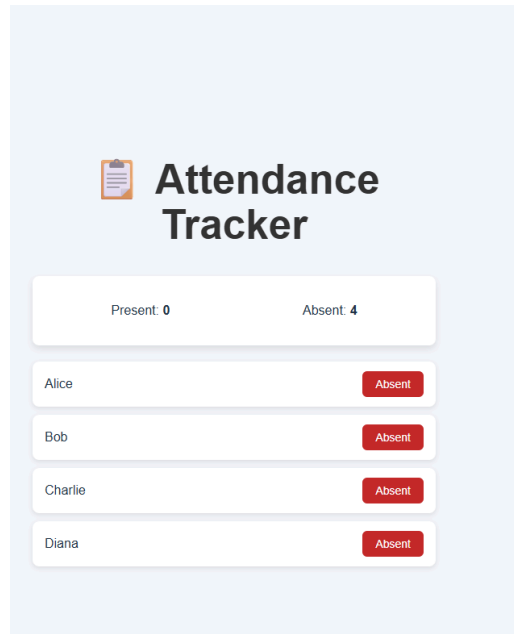 📋 Attendance
Tracker
Present: 0 Absent: 4
Alice Absent
Bob Absent
Charlie Absent
Diana Absent